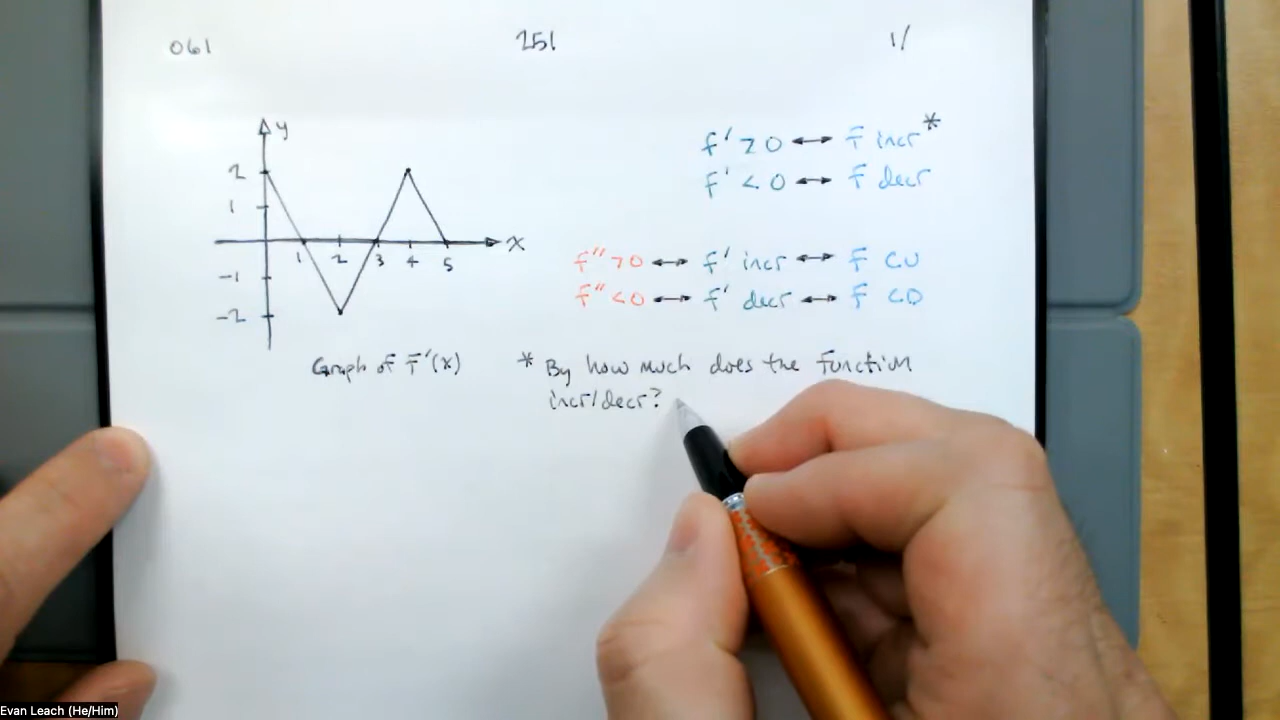 061 251 1/
y
2
1
1 2 3 4 5 x
-1
-2
Graph of f'(x)
f' > 0 ↔ f incr*
f' < 0 ↔ f decr
f'' > 0 ↔ f' incr ↔ f CU
f'' < 0 ↔ f' decr ↔ f CD
* By how much does the function
incr/decr?
Evan Leach (He/Him)